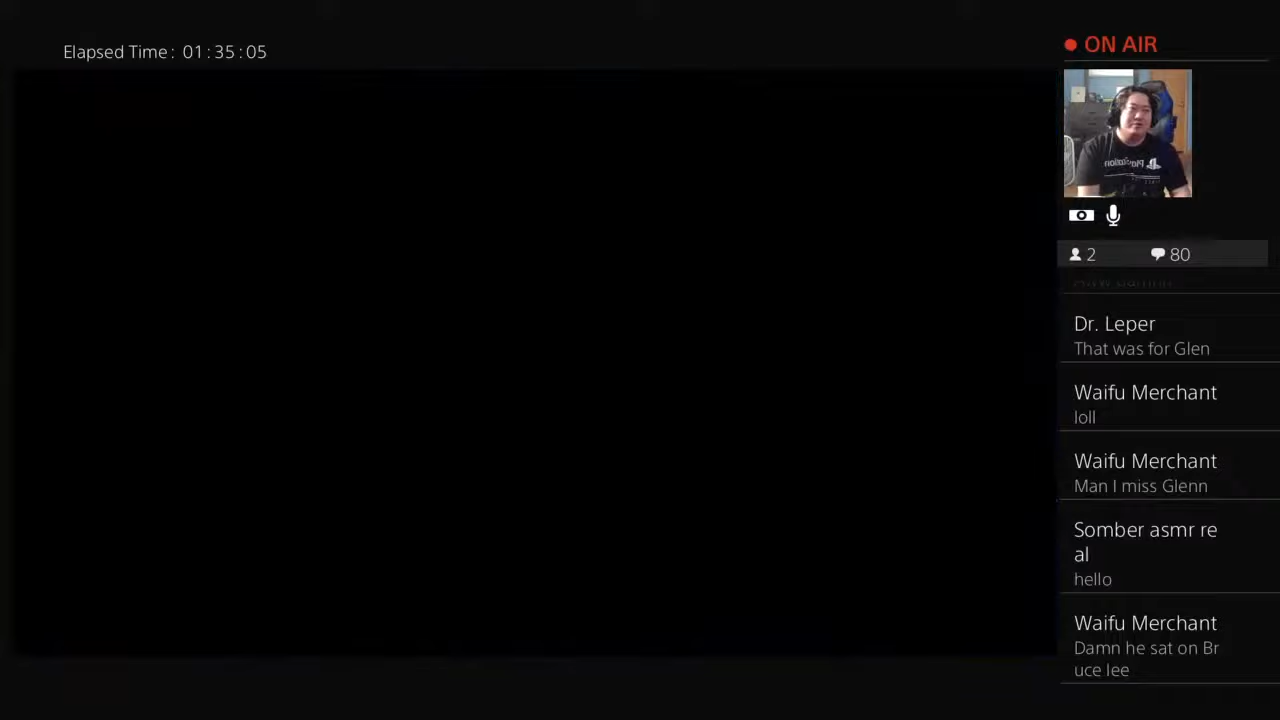 Elapsed Time: 01:35:05
ON AIR
2 80
Dr. Leper
That was for Glen
Waifu Merchant
loll
Waifu Merchant
Man I miss Glenn
Somber asmr re
al
hello
Waifu Merchant
Damn he sat on Br
uce lee